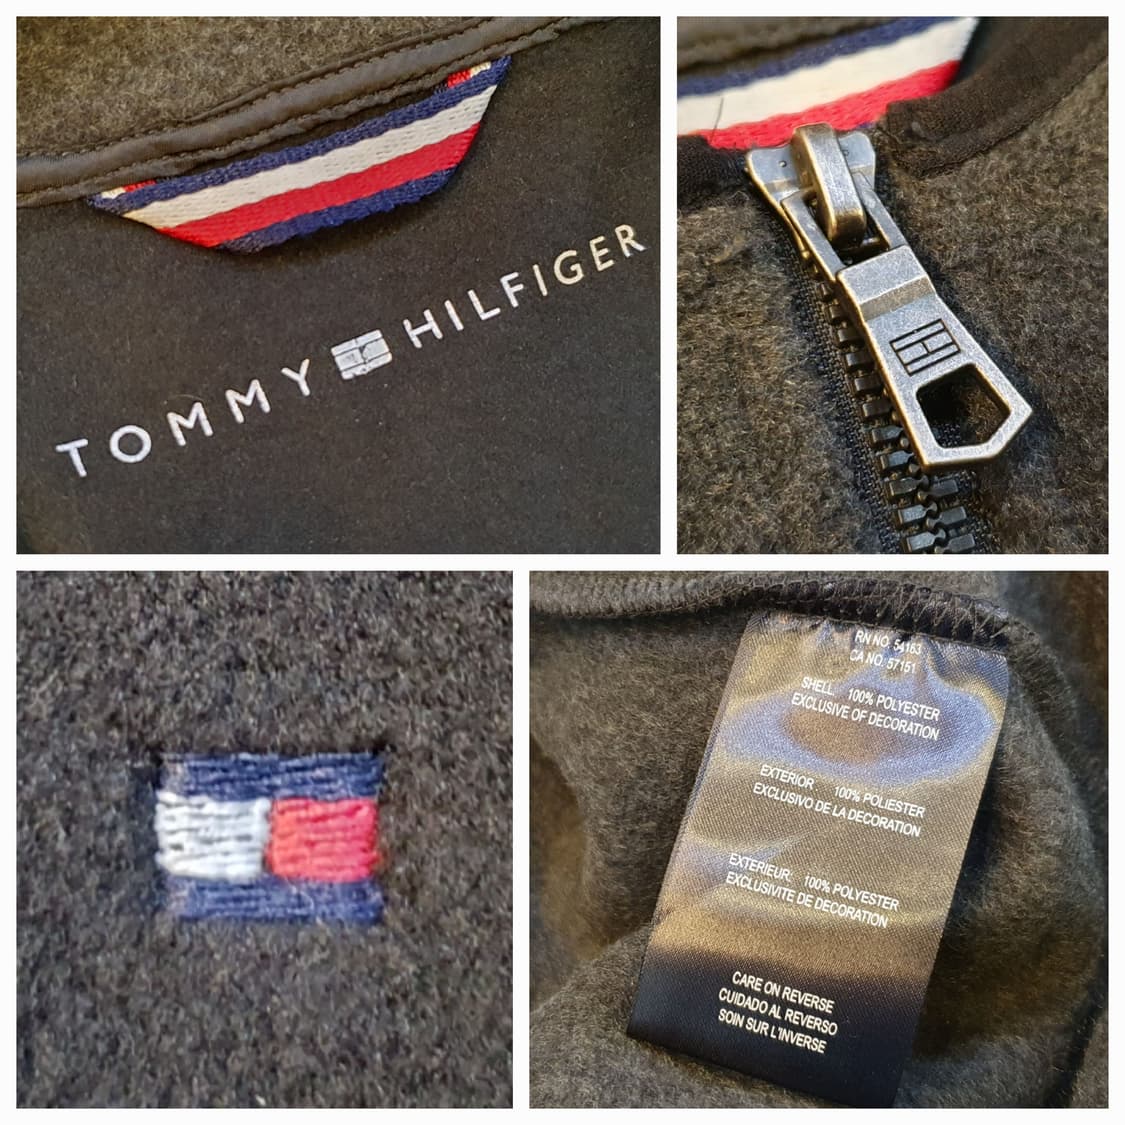 TOMMY HILFIGER
RN NO. 54163
CA NO. 57151
SHELL 100% POLYESTER
EXCLUSIVE OF DECORATION
EXTERIOR 100% POLIESTER
EXCLUSIVO DE LA DECORATION
EXTERIEUR: 100% POLYESTER
EXCLUSIVITE DE DECORATION
CARE ON REVERSE
CUIDADO AL REVERSO
SOIN SUR L'INVERSE